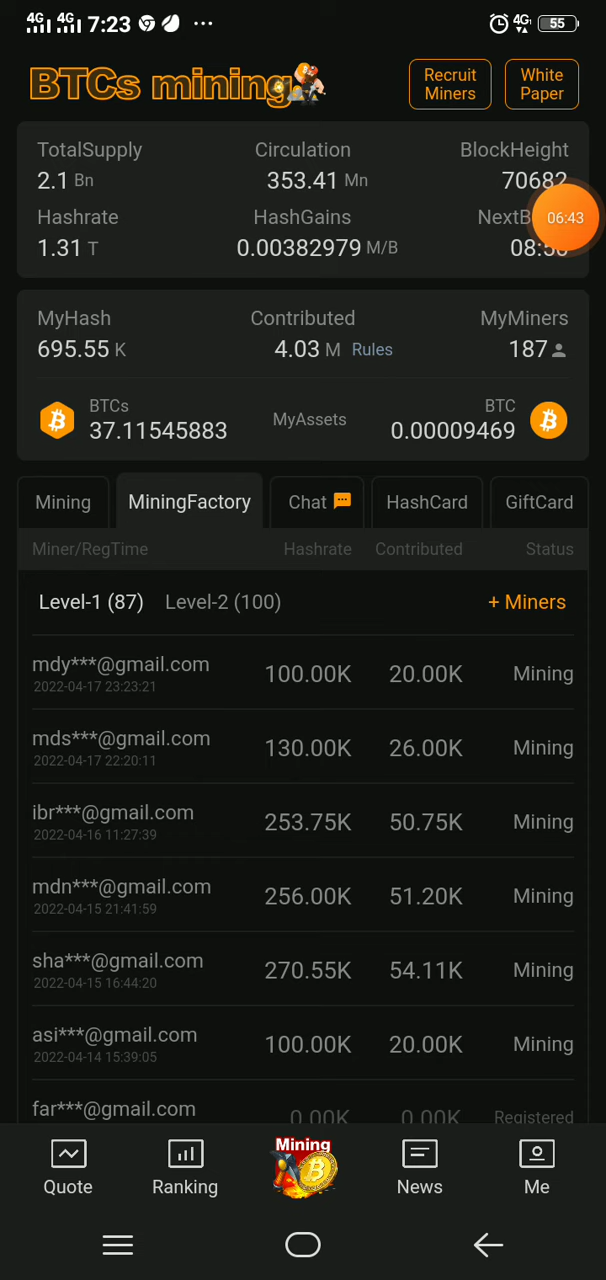 4G 4G 7:23 ... 4G 55
BTCs mining
Recruit Miners
White Paper
TotalSupply Circulation BlockHeight
2.1 Bn 353.41 Mn 70682
06:43
Hashrate HashGains NextB
1.31 T 0.00382979 M/B 08:50
MyHash Contributed MyMiners
695.55 K 4.03 M Rules 187
BTCs MyAssets BTC
37.11545883 0.00009469
Mining MiningFactory Chat HashCard GiftCard
Miner/RegTime Hashrate Contributed Status
Level-1 (87) Level-2 (100) + Miners
mdy***@gmail.com 100.00K 20.00K Mining
2022-04-17 23:23:21
mds***@gmail.com 130.00K 26.00K Mining
2022-04-17 22:20:11
ibr***@gmail.com 253.75K 50.75K Mining
2022-04-16 11:27:39
mdn***@gmail.com 256.00K 51.20K Mining
2022-04-15 21:41:59
sha***@gmail.com 270.55K 54.11K Mining
2022-04-15 16:44:20
asi***@gmail.com 100.00K 20.00K Mining
2022-04-14 15:39:05
far***@gmail.com 0.00K 0.00K Registered
Mining
Quote Ranking News Me